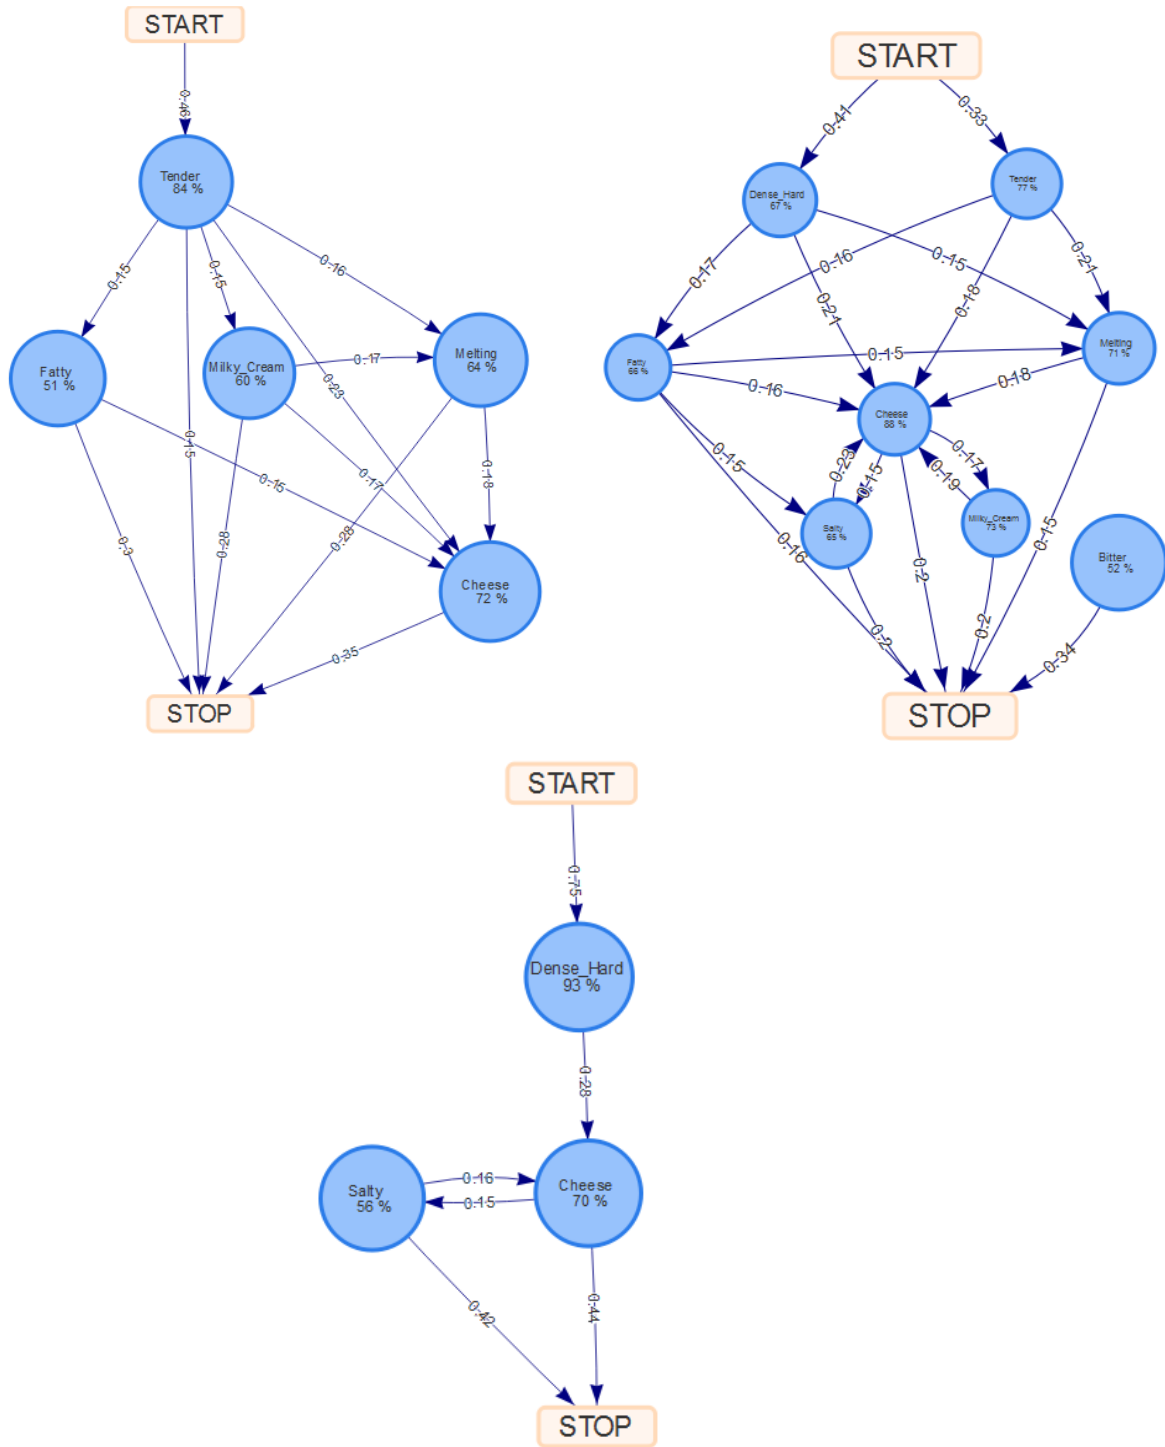 START
0.46
Tender
84 %
0.15
0.15
0.16
0.23
0.15
Fatty
51 %
Milky_Cream
60 %
0.17
Melting
64 %
0.15
0.17
0.18
0.3
0.28
0.28
Cheese
72 %
0.35
STOP
START
0.41
0.33
Dense_Hard
67 %
Tender
77 %
0.17
0.16
0.15
0.21
0.21
0.18
Fatty
66 %
0.15
Melting
71 %
0.16
0.18
Cheese
88 %
0.15
0.23
0.15
0.17
0.19
Salty
65 %
Milky_Cream
73 %
0.16
0.15
Bitter
52 %
0.2
0.2
0.2
0.34
STOP
START
0.75
Dense_Hard
93 %
0.28
Salty
56 %
0.16
0.15
Cheese
70 %
0.42
0.44
STOP